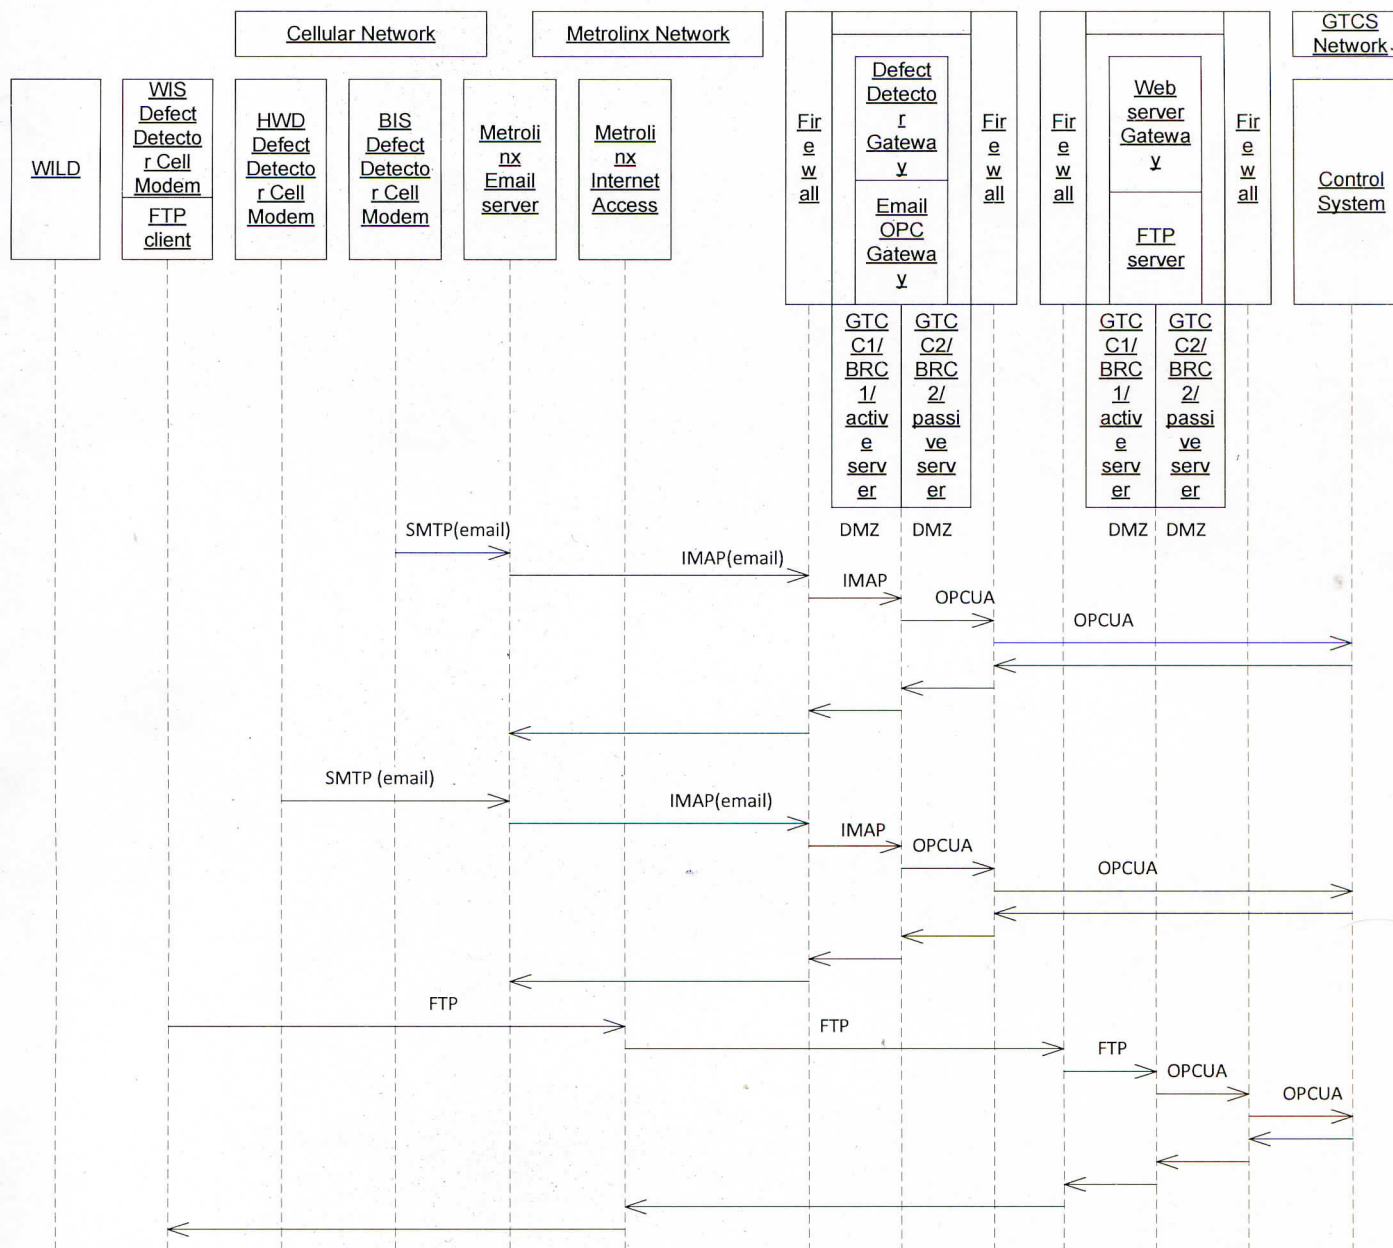 Cellular Network
Metrolinx Network
GTCS
Network
WILD
WIS
Defect
Detecto
r Cell
Modem
FTP
client
HWD
Defect
Detecto
r Cell
Modem
BIS
Defect
Detecto
r Cell
Modem
Metroli
nx
Email
server
Metroli
nx
Internet
Access
Fir
e
w
all
Defect
Detecto
r
Gatewa
y
Email
OPC
Gatewa
y
Fir
e
w
all
Fir
e
w
all
Web
server
Gatewa
y
FTP
server
Fir
e
w
all
Control
System
GTC
C1/
BRC
1/
activ
e
serv
er
GTC
C2/
BRC
2/
passi
ve
serv
er
GTC
C1/
BRC
1/
activ
e
serv
er
GTC
C2/
BRC
2/
passi
ve
serv
er
DMZ
DMZ
DMZ
DMZ
SMTP(email)
IMAP(email)
IMAP
OPCUA
OPCUA
SMTP (email)
IMAP(email)
IMAP
OPCUA
OPCUA
FTP
FTP
FTP
OPCUA
OPCUA